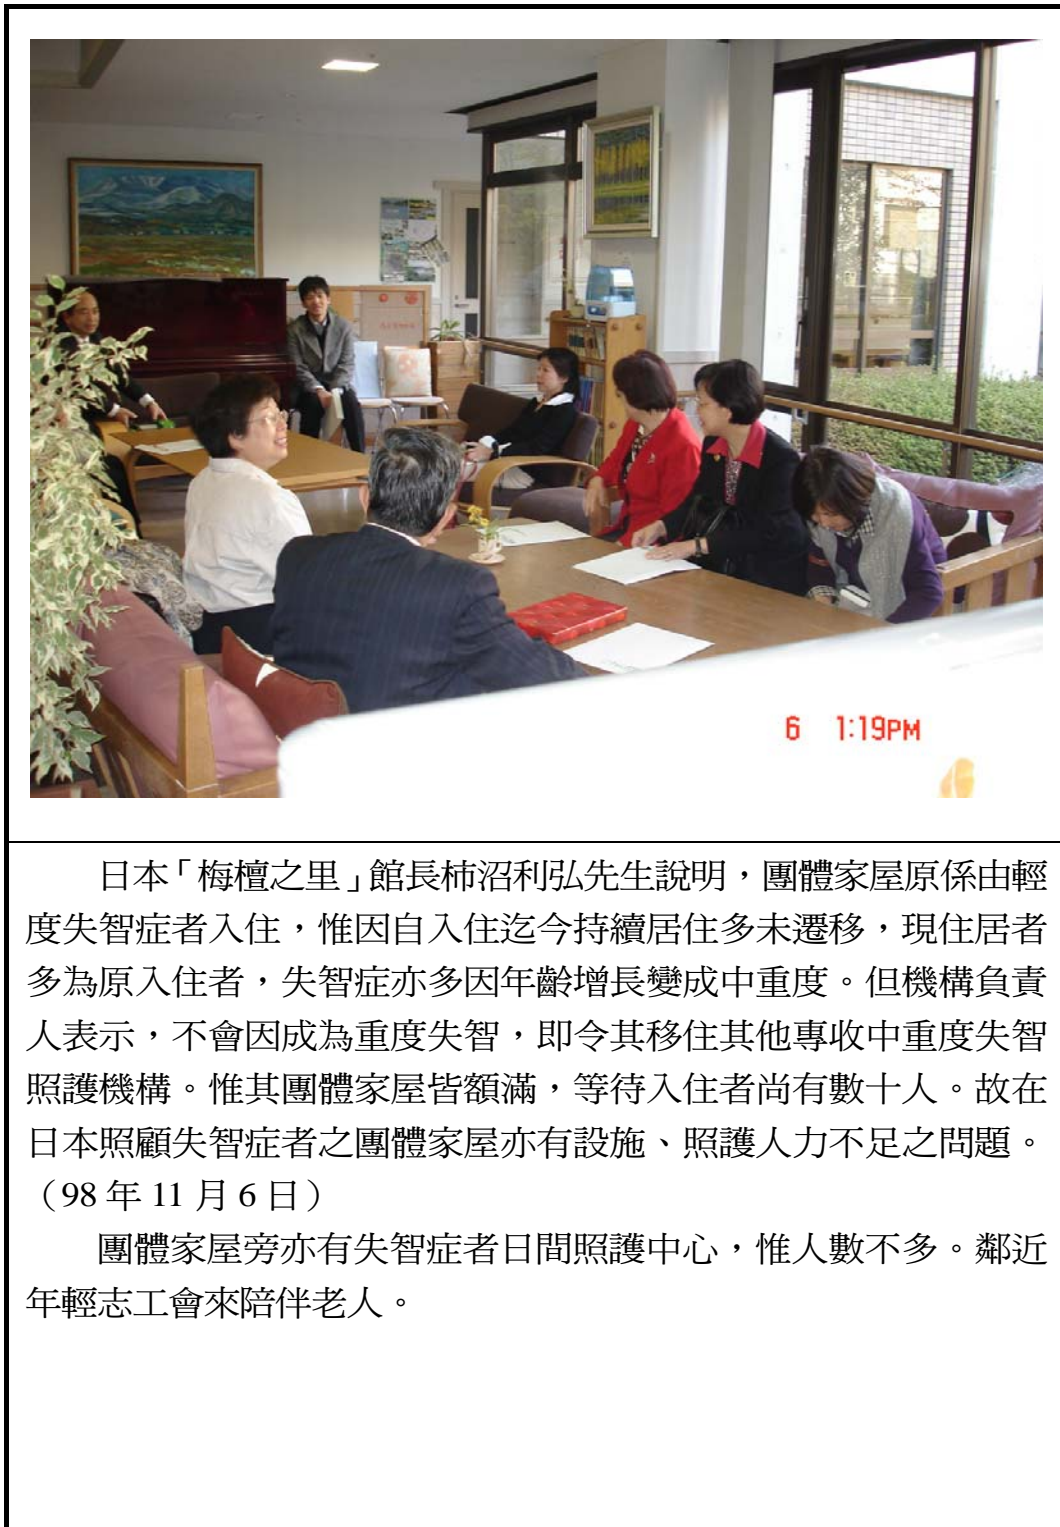 6 1:19PM
日本「梅檀之里」館長柿沼利弘先生說明，團體家屋原係由輕
度失智症者入住，惟因自入住迄今持續居住多未遷移，現住居者
多為原入住者，失智症亦多因年齡增長變成中重度。但機構負責
人表示，不會因成為重度失智，即令其移住其他專收中重度失智
照護機構。惟其團體家屋皆額滿，等待入住者尚有數十人。故在
日本照顧失智症者之團體家屋亦有設施、照護人力不足之問題。
（98 年 11 月 6 日）
團體家屋旁亦有失智症者日間照護中心，惟人數不多。鄰近
年輕志工會來陪伴老人。